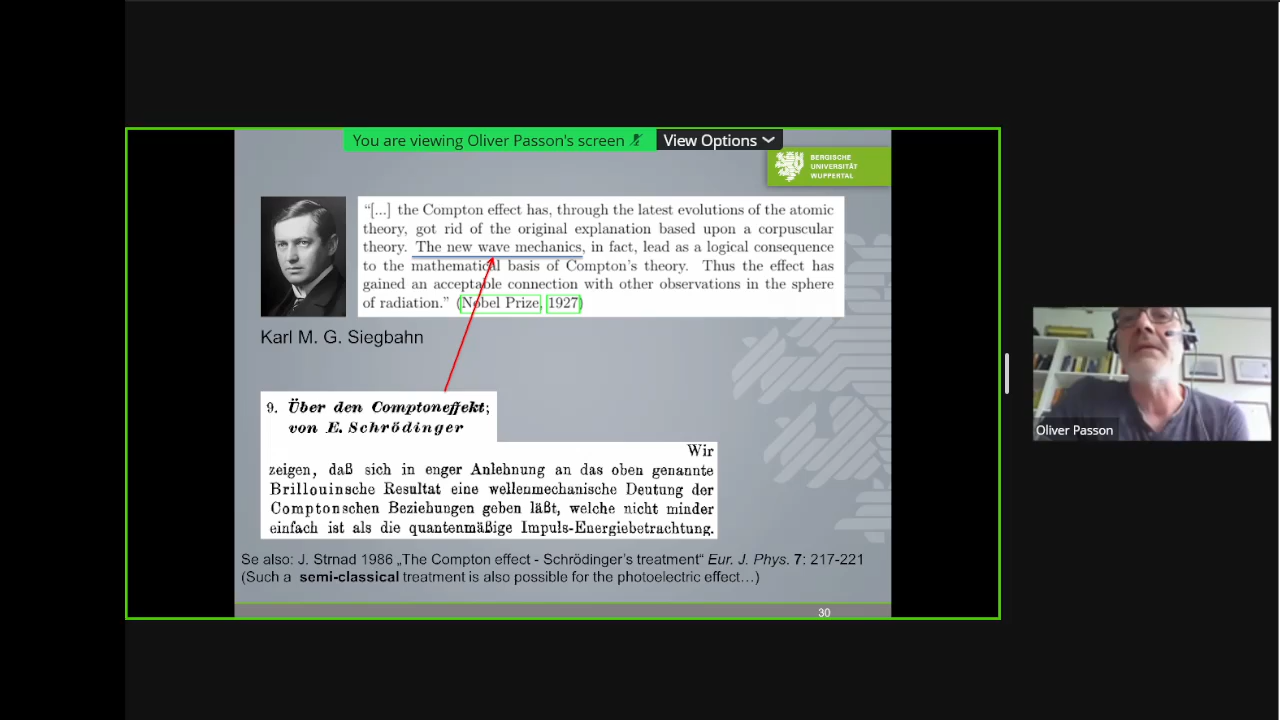 You are viewing Oliver Passon's screen
View Options
BERGISCHE
UNIVERSITÄT
WUPPERTAL
“[...] the Compton effect has, through the latest evolutions of the atomic
theory, got rid of the original explanation based upon a corpuscular
theory. The new wave mechanics, in fact, lead as a logical consequence
to the mathematical basis of Compton’s theory. Thus the effect has
gained an acceptable connection with other observations in the sphere
of radiation.” (Nobel Prize, 1927)
Karl M. G. Siegbahn
9. Über den Comptoneffekt;
von E. Schrödinger
Wir
zeigen, daß sich in enger Anlehnung an das oben genannte
Brillouinsche Resultat eine wellenmechanische Deutung der
Comptonschen Beziehungen geben läßt, welche nicht minder
einfach ist als die quantenmäßige Impuls-Energiebetrachtung.
Se also: J. Strnad 1986 „The Compton effect - Schrödinger’s treatment“ Eur. J. Phys. 7: 217-221
(Such a semi-classical treatment is also possible for the photoelectric effect…)
30
Oliver Passon